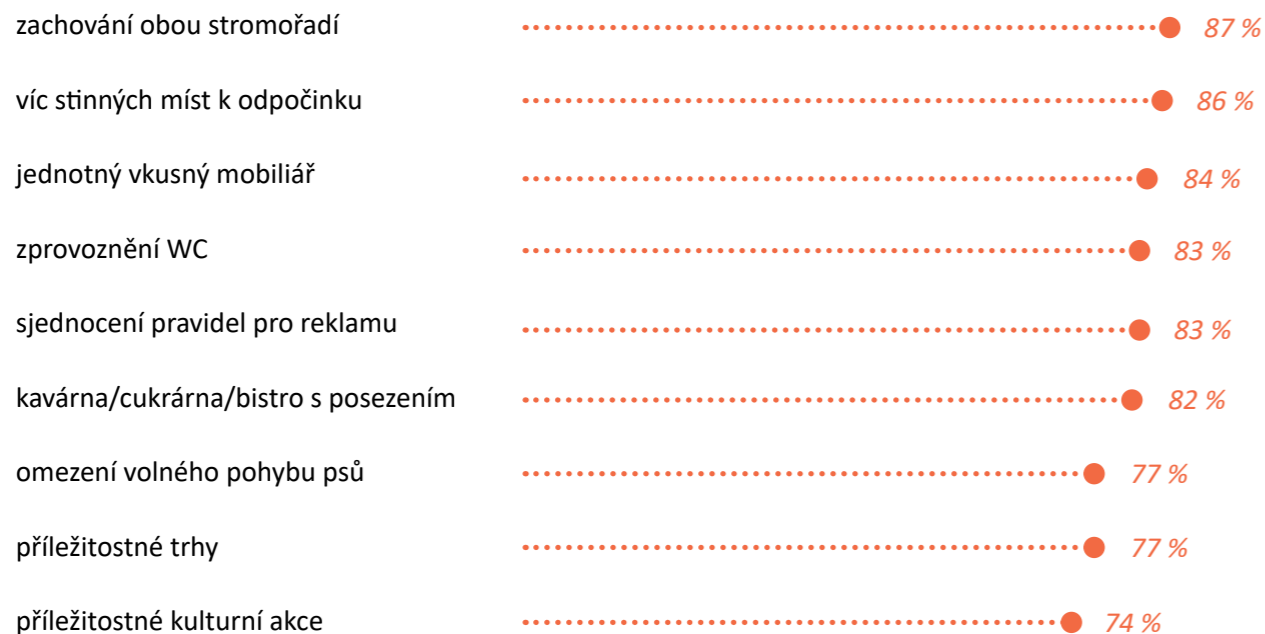 zachování obou stromořadí 87 %
víc stinných míst k odpočinku 86 %
jednotný vkusný mobiliář 84 %
zprovoznění WC 83 %
sjednocení pravidel pro reklamu 83 %
kavárna/cukrárna/bistro s posezením 82 %
omezení volného pohybu psů 77 %
příležitostné trhy 77 %
příležitostné kulturní akce 74 %